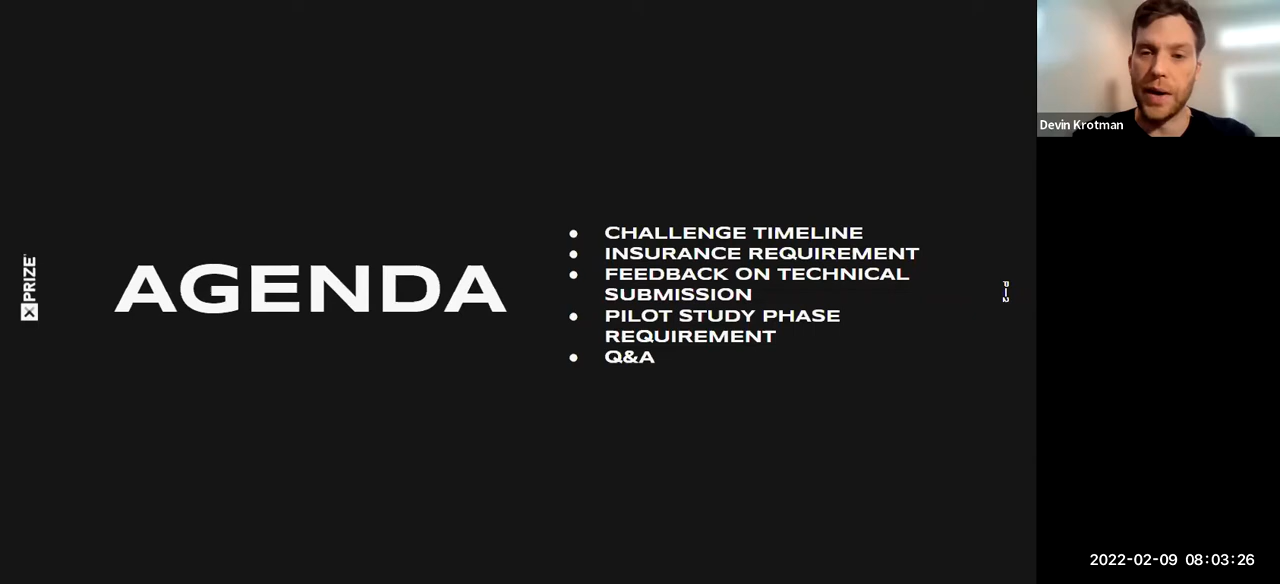 AGENDA
● CHALLENGE TIMELINE
● INSURANCE REQUIREMENT
● FEEDBACK ON TECHNICAL
SUBMISSION
● PILOT STUDY PHASE
REQUIREMENT
● Q&A
XPRIZE
Devin Krotman
2022-02-09 08:03:26